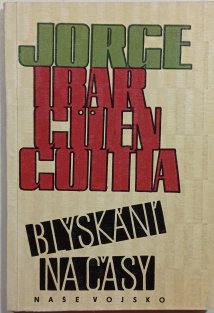 JORGE
IBAR
GÜEN
GOITIA
BLÝSKÁNÍ
NA ČASY
NAŠE VOJSKO